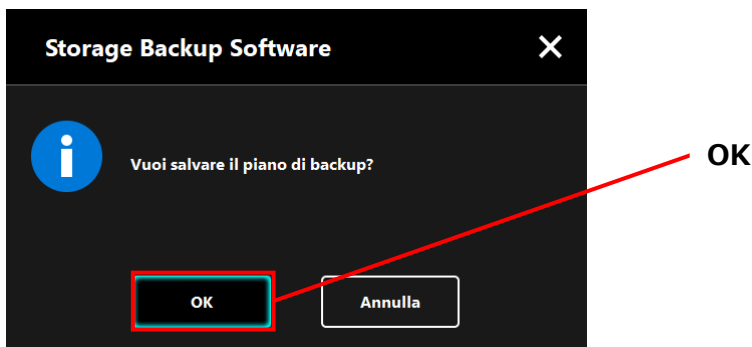 Storage Backup Software
Vuoi salvare il piano di backup?
OK
OK
Annulla